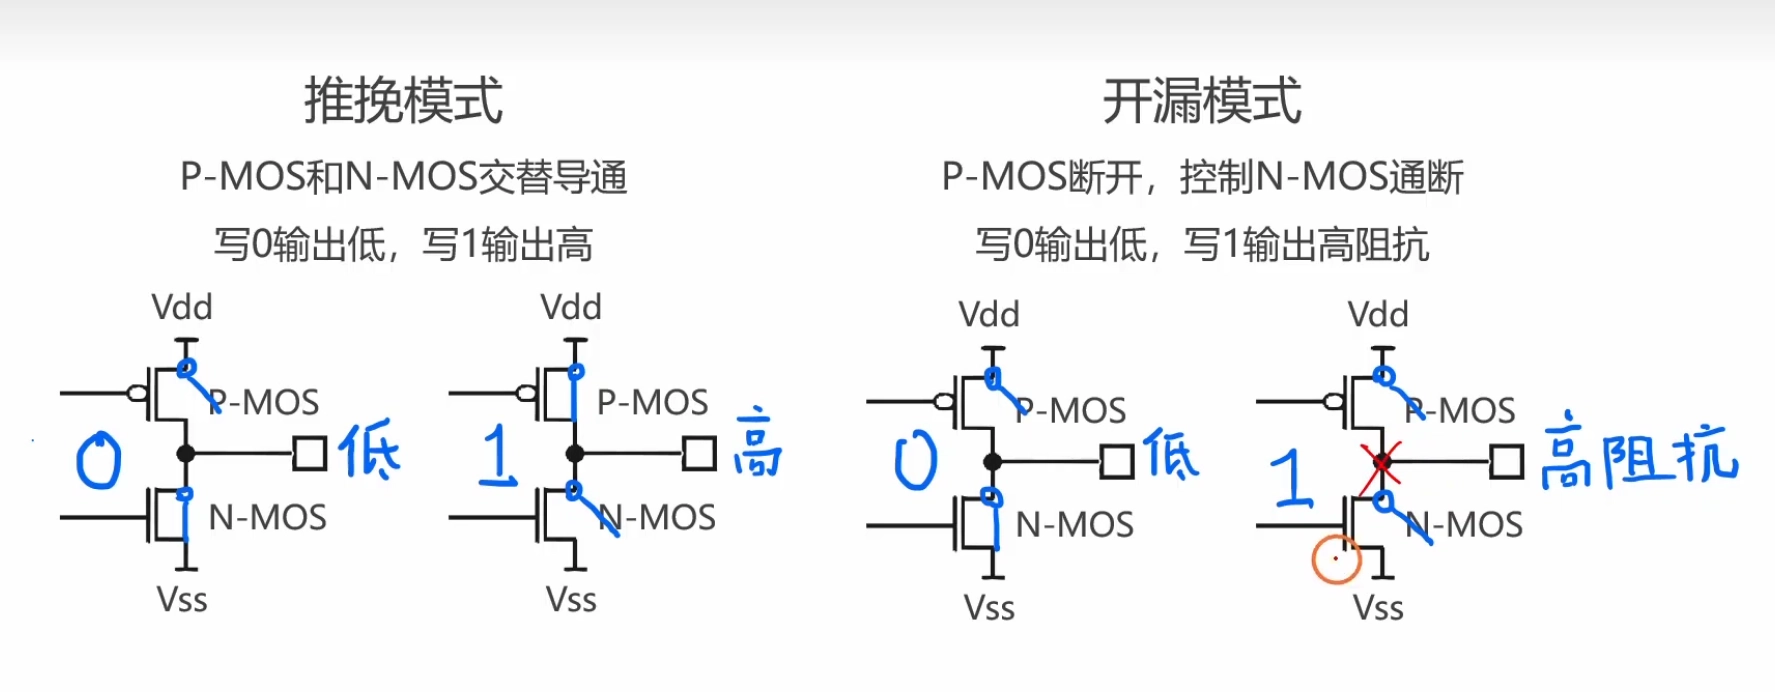 推挽模式
P-MOS和N-MOS交替导通
写0输出低，写1输出高
Vdd
P-MOS
0
低
N-MOS
Vss
Vdd
P-MOS
1
高
N-MOS
Vss
开漏模式
P-MOS断开，控制N-MOS通断
写0输出低，写1输出高阻抗
Vdd
P-MOS
0
低
N-MOS
Vss
Vdd
P-MOS
1
高阻抗
N-MOS
Vss